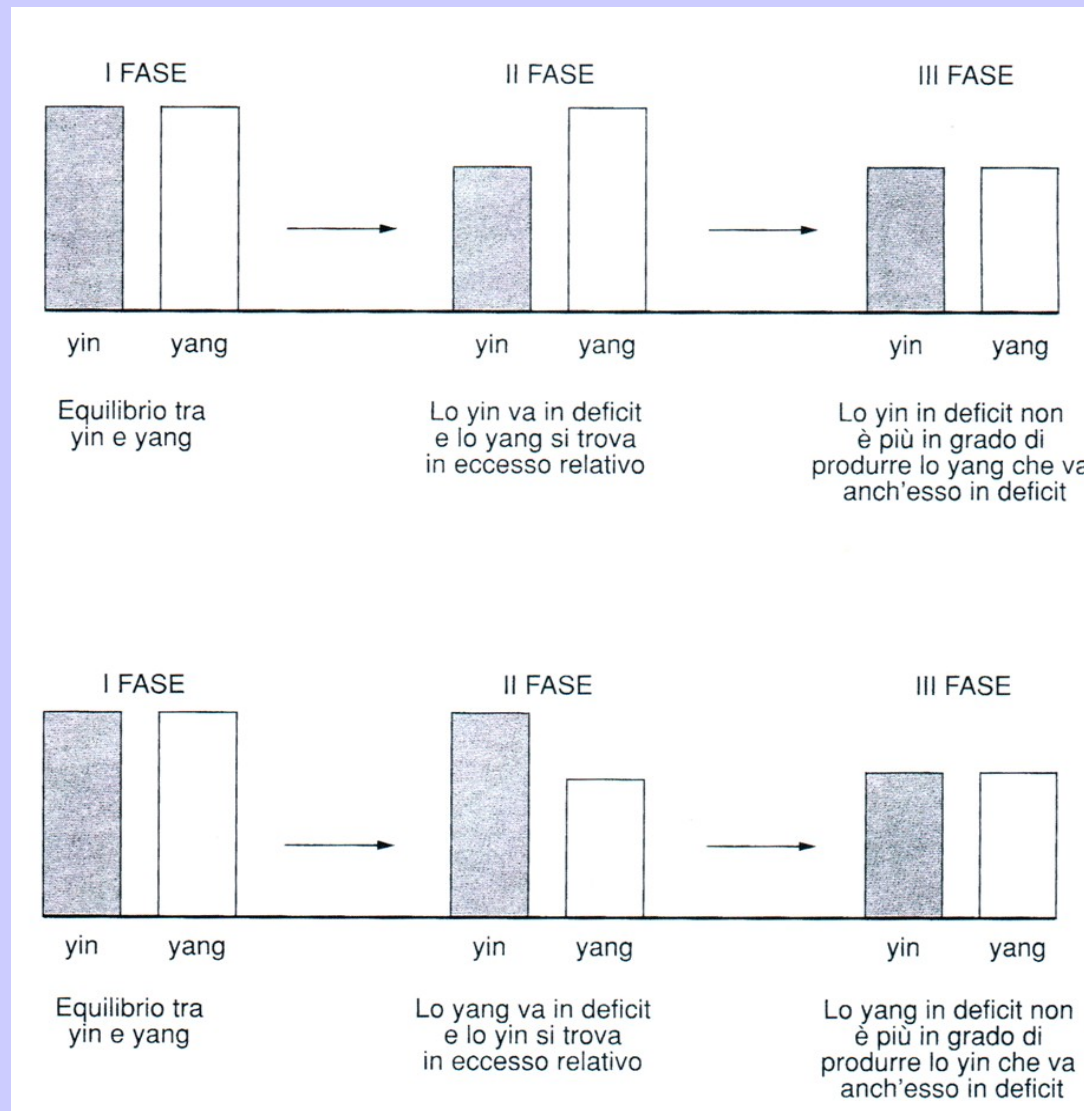 I FASE
II FASE
III FASE
yin
yang
yin
yang
yin
yang
Equilibrio tra
yin e yang
Lo yin va in deficit
e lo yang si trova
in eccesso relativo
Lo yin in deficit non
è più in grado di
produrre lo yang che va
anch'esso in deficit
I FASE
II FASE
III FASE
yin
yang
yin
yang
yin
yang
Equilibrio tra
yin e yang
Lo yang va in deficit
e lo yin si trova
in eccesso relativo
Lo yang in deficit non
è più in grado di
produrre lo yin che va
anch'esso in deficit